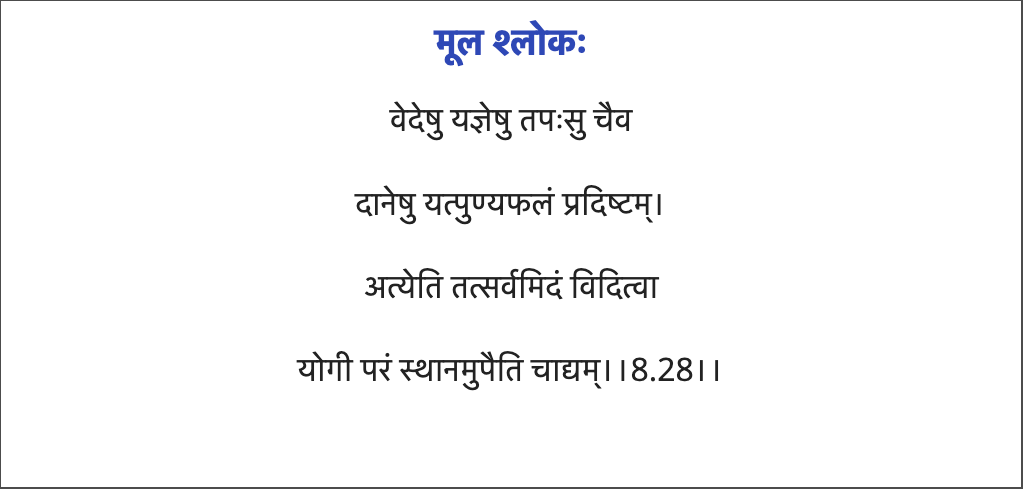 मूल श्लोकः
वेदेषु यज्ञेषु तपःसु चैव
दानेषु यत्पुण्यफलं प्रदिष्टम्।
अत्येति तत्सर्वमिदं विदित्वा
योगी परं स्थानमुपैति चाद्यम्।।8.28।।